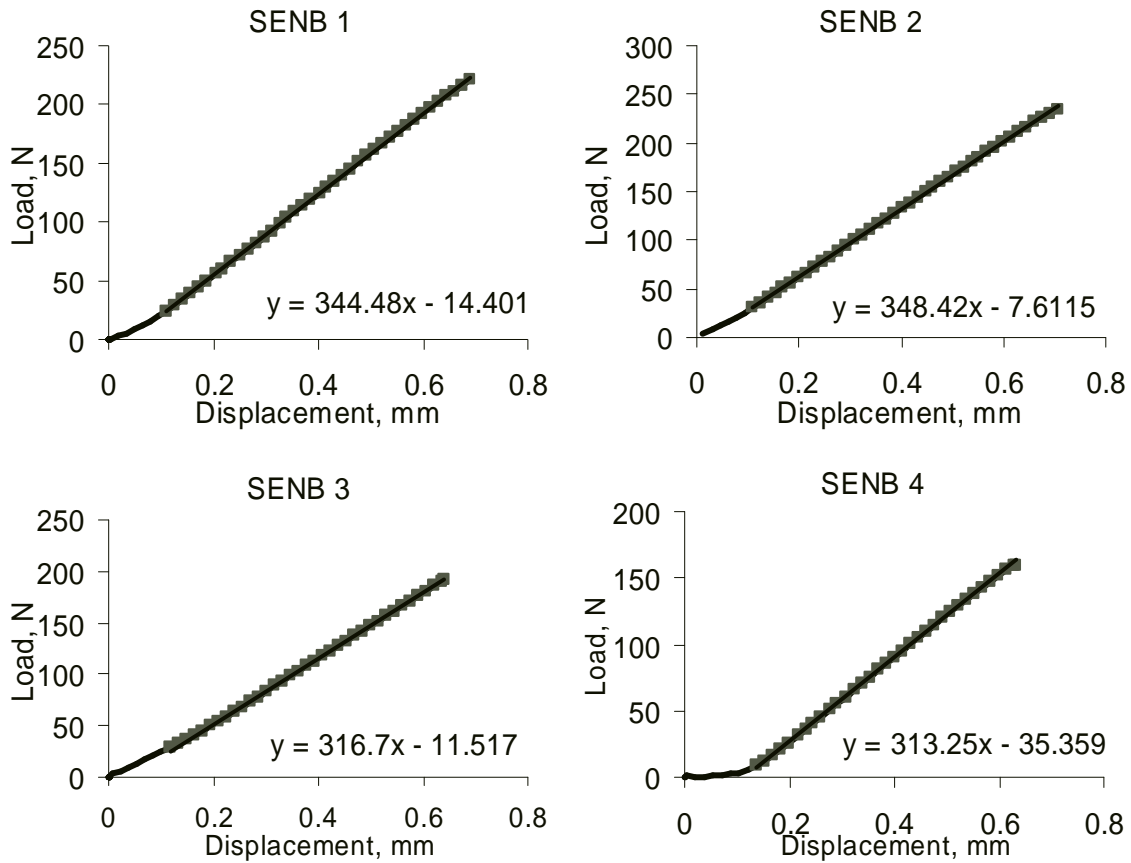 SENB 1
250
200
150
100
50
0
Load, N
y = 344.48x - 14.401
0 0.2 0.4 0.6 0.8
Displacement, mm
SENB 2
300
250
200
150
100
50
0
Load, N
y = 348.42x - 7.6115
0 0.2 0.4 0.6 0.8
Displacement, mm
SENB 3
250
200
150
100
50
0
Load, N
y = 316.7x - 11.517
0 0.2 0.4 0.6 0.8
Displacement, mm
SENB 4
200
150
100
50
0
Load, N
y = 313.25x - 35.359
0 0.2 0.4 0.6 0.8
Displacement, mm